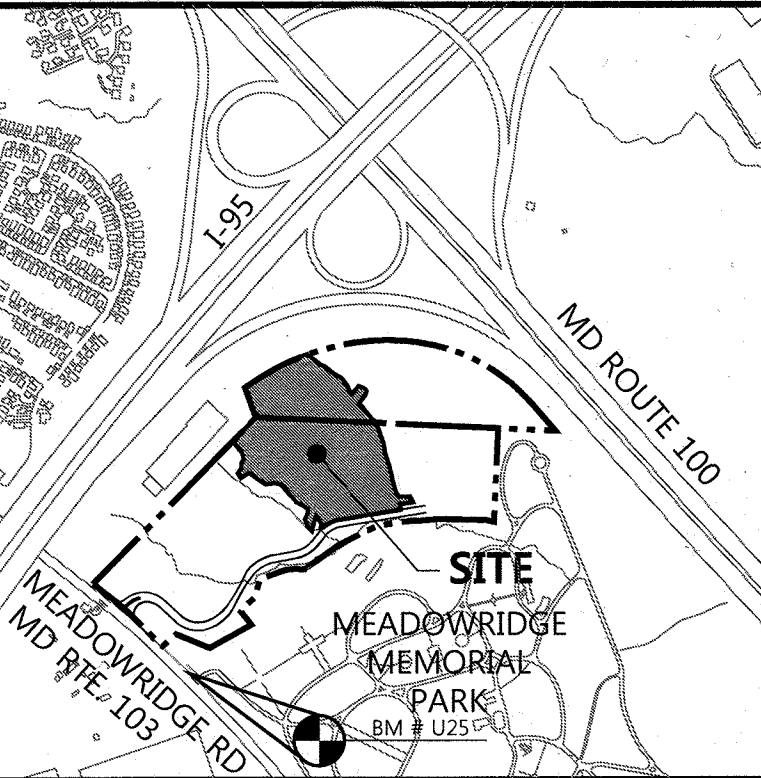 I-95
MD ROUTE 100
SITE
MEADOWRIDGE
MEMORIAL
PARK
MEADOWRIDGE RD
MD RTE. 103
BM # U25